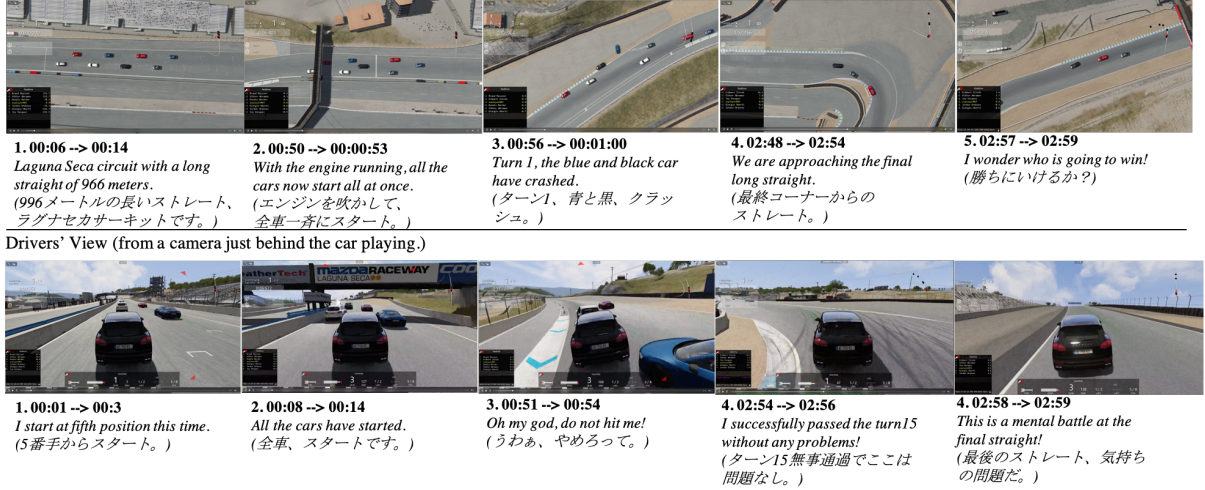 1. 00:06 --> 00:14
Laguna Seca circuit with a long
straight of 966 meters.
(996メートルの長いストレート、
ラグナセカサーキットです。)
2. 00:50 --> 00:00:53
With the engine running, all the
cars now start all at once.
(エンジンを吹かして、
全車一斉にスタート。)
3. 00:56 --> 00:01:00
Turn 1, the blue and black car
have crashed.
(ターン1、青と黒、クラッ
シュ。)
4. 02:48 --> 02:54
We are approaching the final
long straight.
(最終コーナーからの
ストレート。)
5. 02:57 --> 02:59
I wonder who is going to win!
(勝ちにいけるか？)
Drivers' View (from a camera just behind the car playing.)
eatherTech
mazda RACEWAY
LAGUNA SECA
COO
1. 00:01 --> 00:3
I start at fifth position this time.
(5番手からスタート。)
2. 00:08 --> 00:14
All the cars have started.
(全車、スタートです。)
3. 00:51 --> 00:54
Oh my god, do not hit me!
(うわぁ、やめろって。)
4. 02:54 --> 02:56
I successfully passed the turn15
without any problems!
(ターン15無事通過でここは
問題なし。)
4. 02:58 --> 02:59
This is a mental battle at the
final straight!
(最後のストレート、気持ち
の問題だ。)